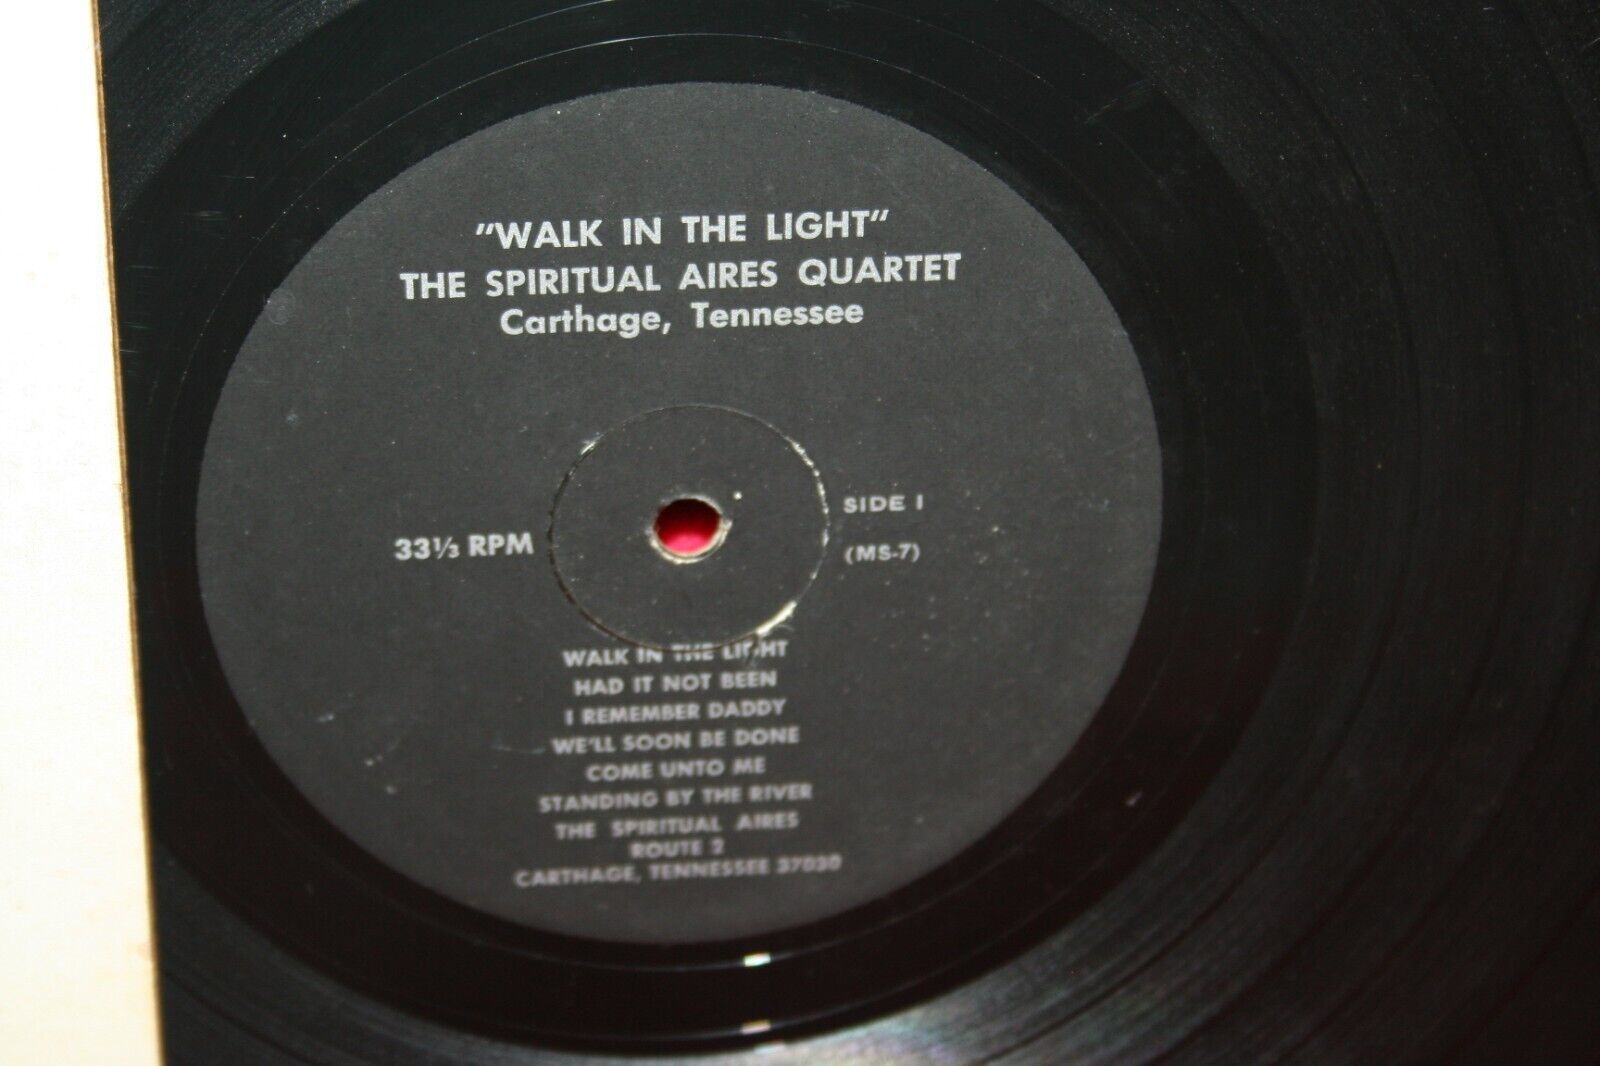 "WALK IN THE LIGHT"
THE SPIRITUAL AIRES QUARTET
Carthage, Tennessee
33⅓ RPM
SIDE I
(MS-7)
WALK IN THE LIGHT
HAD IT NOT BEEN
I REMEMBER DADDY
WE'LL SOON BE DONE
COME UNTO ME
STANDING BY THE RIVER
THE SPIRITUAL AIRES
ROUTE 2
CARTHAGE, TENNESSEE 37030